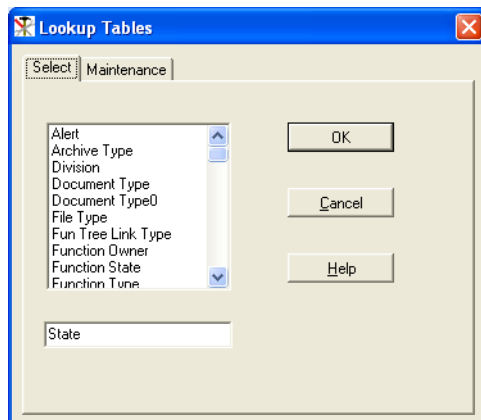 Lookup Tables
Select
Maintenance
Alert
Archive Type
Division
Document Type
Document Type0
File Type
Fun Tree Link Type
Function Owner
Function State
Function Type
OK
Cancel
Help
State